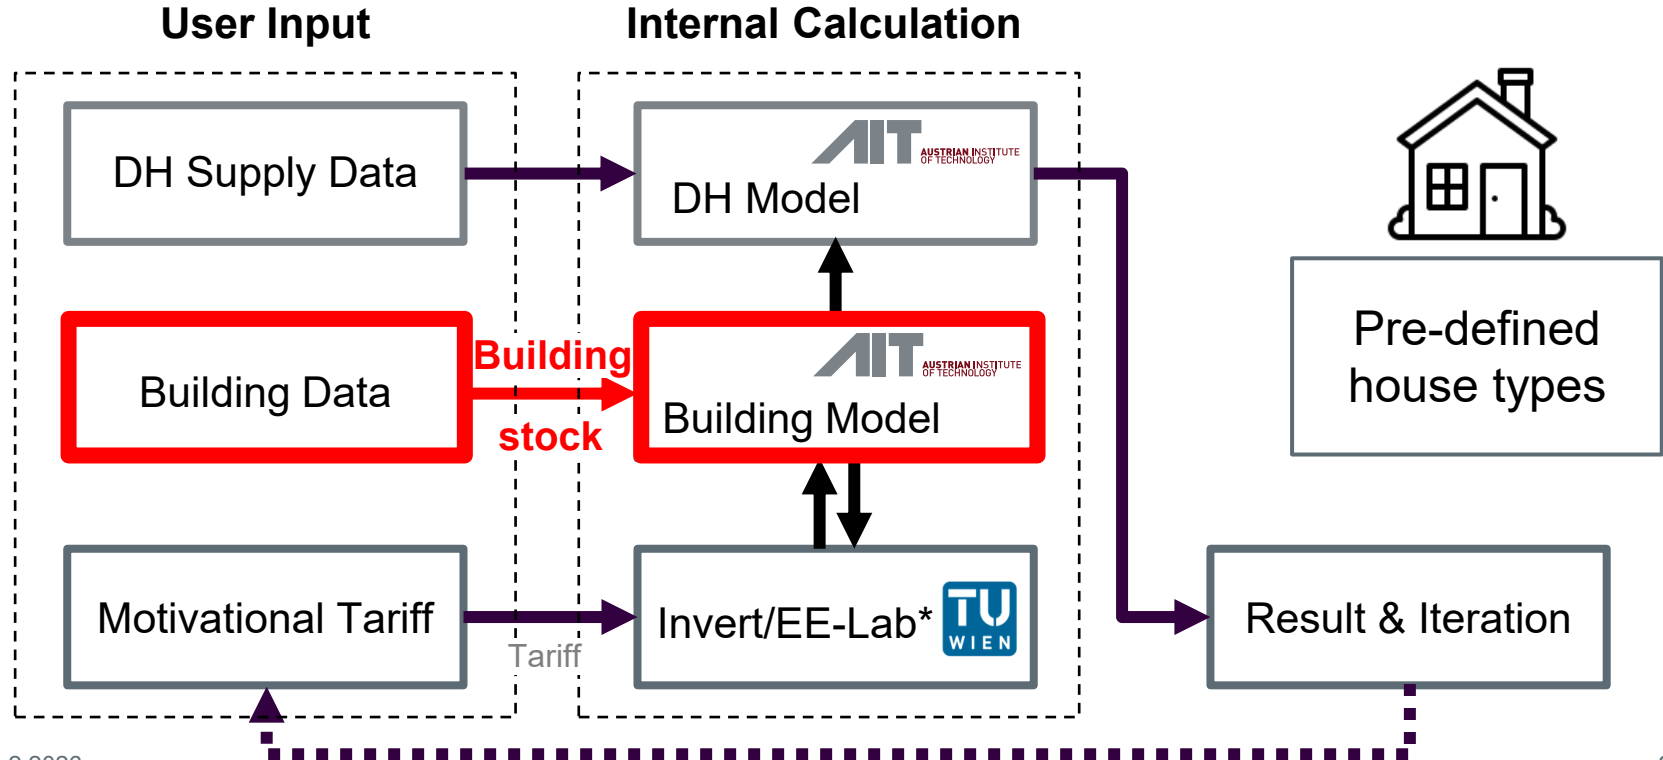 User Input
Internal Calculation
DH Supply Data
AIT
AUSTRIAN INSTITUTE
OF TECHNOLOGY
DH Model
Building Data
Building
stock
AIT
AUSTRIAN INSTITUTE
OF TECHNOLOGY
Building Model
Pre-defined
house types
Motivational Tariff
Tariff
Invert/EE-Lab*
TU
WIEN
Result & Iteration